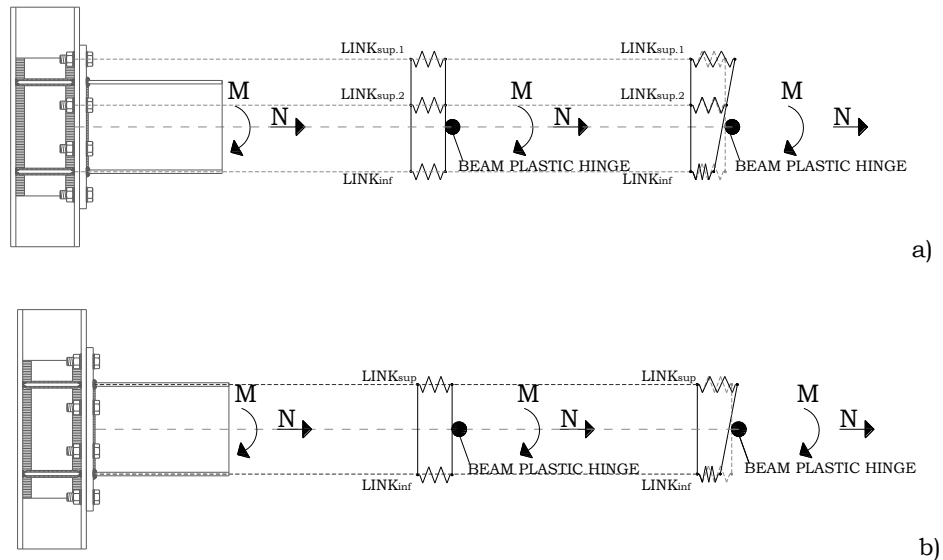 LINKsup.1 LINKsup.1
M LINKsup.2 M LINKsup.2 M
N N N
BEAM PLASTIC HINGE BEAM PLASTIC HINGE
LINKinf LINKinf
a)
LINKsup LINKsup
M M M
N N N
BEAM PLASTIC HINGE BEAM PLASTIC HINGE
LINKinf LINKinf
b)